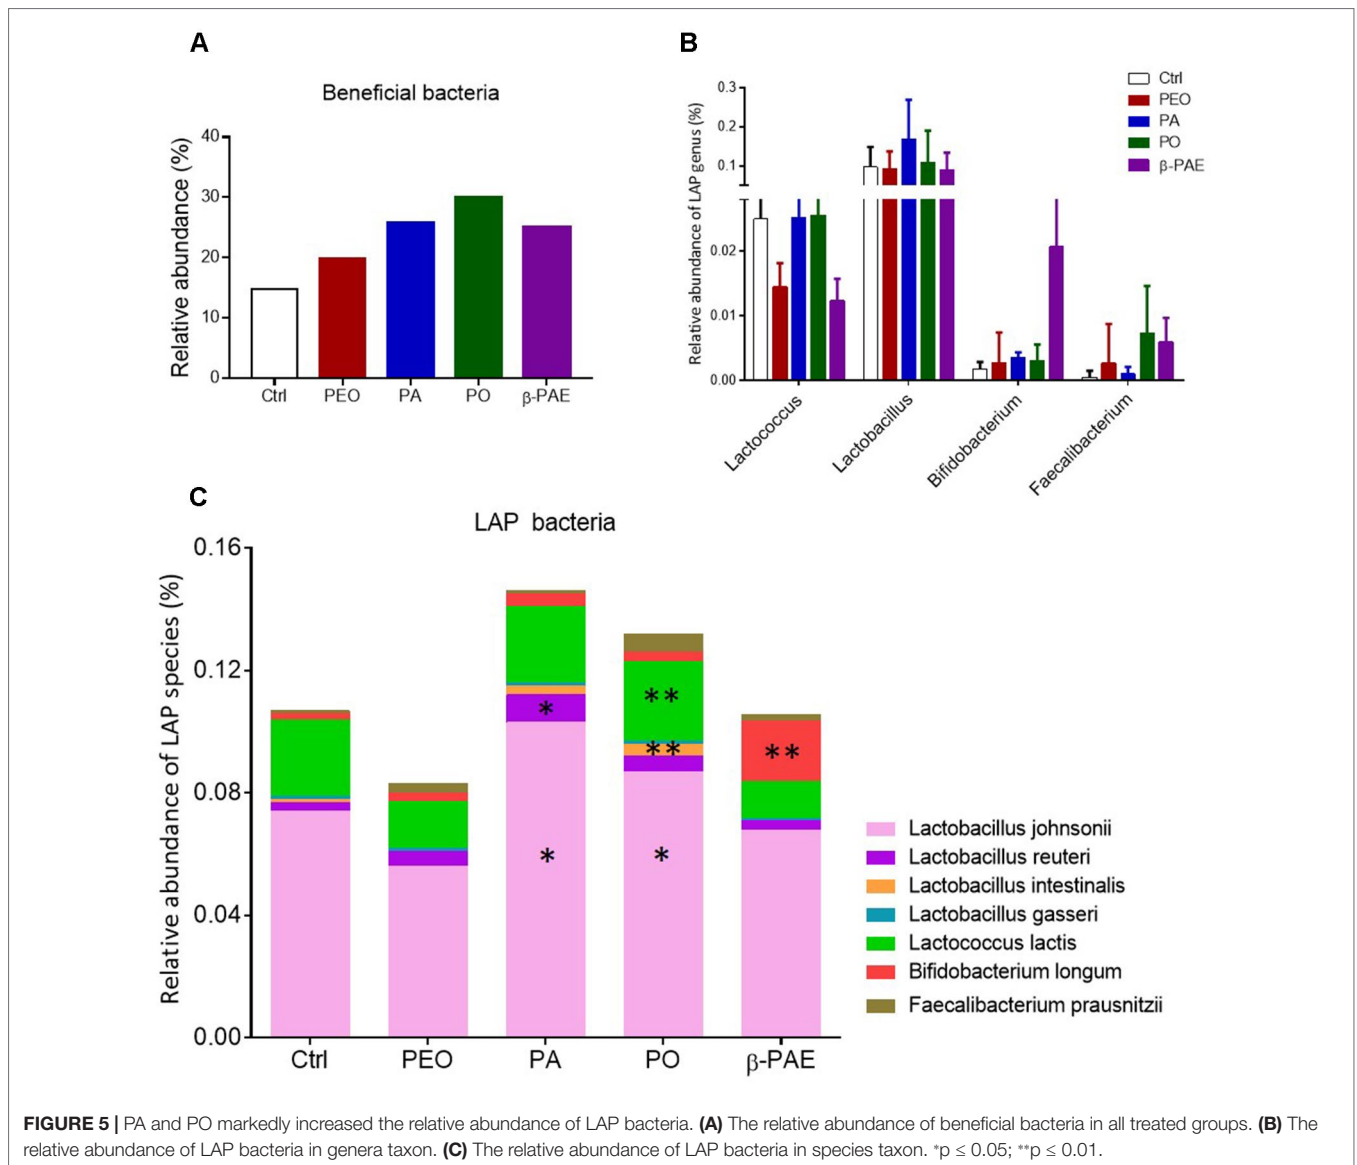 A
Beneficial bacteria
Relative abundance (%)
40
30
20
10
0
Ctrl PEO PA PO β-PAE
B
Relative abundance of LAP genus (%)
0.3
0.2
0.1
0.02
0.01
0.00
Lactococcus
Lactobacillus
Bifidobacterium
Faecalibacterium
Ctrl
PEO
PA
PO
β-PAE
C
LAP bacteria
Relative abundance of LAP species (%)
0.16
0.12
0.08
0.04
0.00
*
*
**
**
*
**
Ctrl PEO PA PO β-PAE
Lactobacillus johnsonii
Lactobacillus reuteri
Lactobacillus intestinalis
Lactobacillus gasseri
Lactococcus lactis
Bifidobacterium longum
Faecalibacterium prausnitzii
FIGURE 5 | PA and PO markedly increased the relative abundance of LAP bacteria. (A) The relative abundance of beneficial bacteria in all treated groups. (B) The
relative abundance of LAP bacteria in genera taxon. (C) The relative abundance of LAP bacteria in species taxon. *p ≤ 0.05; **p ≤ 0.01.